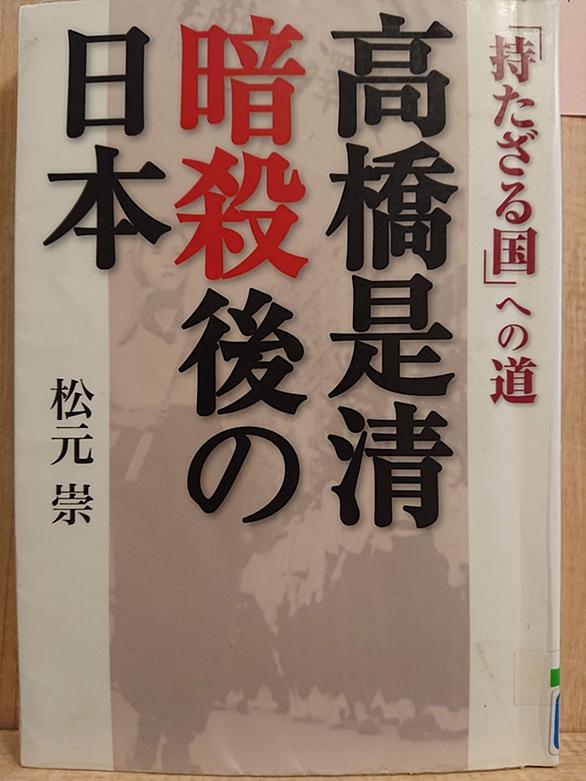 「持たざる国」への道
高橋是清
暗殺後の
日本
松元 崇